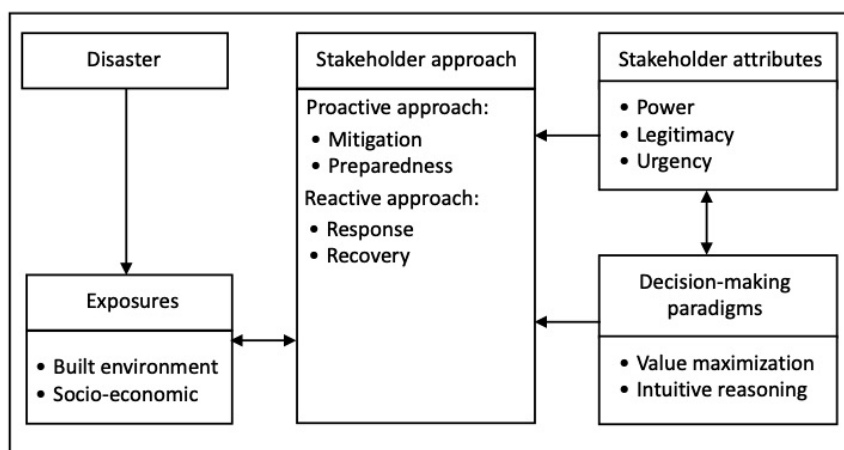 Disaster
Exposures
• Built environment
• Socio-economic
Stakeholder approach
Proactive approach:
• Mitigation
• Preparedness
Reactive approach:
• Response
• Recovery
Stakeholder attributes
• Power
• Legitimacy
• Urgency
Decision-making
paradigms
• Value maximization
• Intuitive reasoning